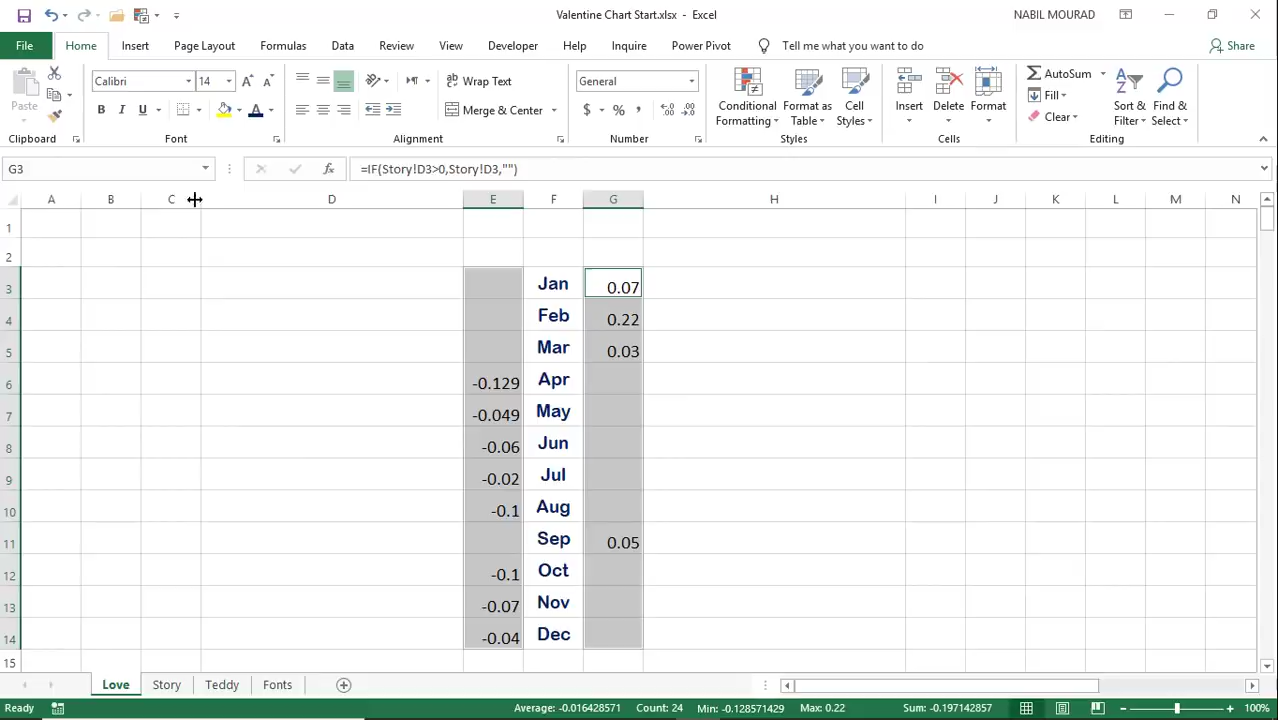 Valentine Chart Start.xlsx - Excel
NABIL MOURAD
File Home Insert Page Layout Formulas Data Review View Developer Help Inquire Power Pivot Tell me what you want to do Share
Paste
Clipboard
Calibri 14
B I U
Font
Wrap Text
Merge & Center
Alignment
General
$ % ,
Number
Conditional Formatting
Format as Table
Cell Styles
Styles
Insert Delete Format
Cells
AutoSum
Fill
Clear
Sort & Filter
Find & Select
Editing
G3 fx =IF(Story!D3>0,Story!D3,"")
A B C D E F G H I J K L M N
1
2
3 Jan 0.07
4 Feb 0.22
5 Mar 0.03
6 -0.129 Apr
7 -0.049 May
8 -0.06 Jun
9 -0.02 Jul
10 -0.1 Aug
11 Sep 0.05
12 -0.1 Oct
13 -0.07 Nov
14 -0.04 Dec
15
Love Story Teddy Fonts
Ready Average: -0.016428571 Count: 24 Min: -0.128571429 Max: 0.22 Sum: -0.197142857 100%